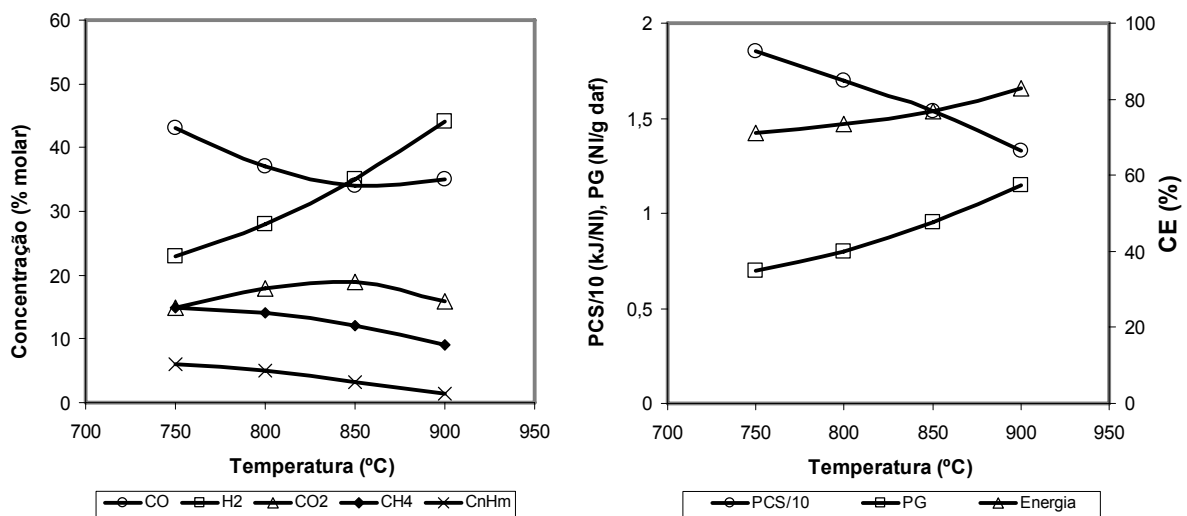 Concentração (% molar)
60
50
40
30
20
10
0
700 750 800 850 900 950
Temperatura (ºC)
CO H2 CO2 CH4 CnHm
PCS/10 (kJ/Nl), PG (Nl/g daf)
2
1,5
1
0,5
0
100
80
60
40
20
0
CE (%)
700 750 800 850 900 950
Temperatura (ºC)
PCS/10 PG Energia